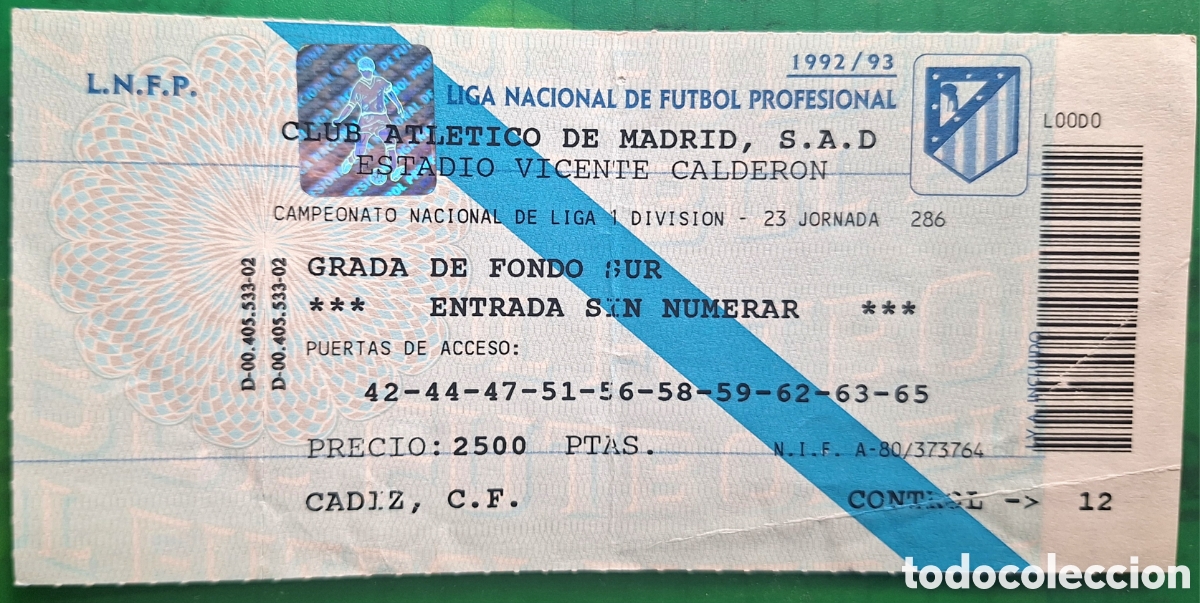 1992/93
L.N.F.P.
LIGA NACIONAL DE FUTBOL PROFESIONAL
CLUB ATLETICO DE MADRID, S.A.D
ESTADIO VICENTE CALDERON
LOODO
CAMPEONATO NACIONAL DE LIGA 1 DIVISION - 23 JORNADA 286
GRADA DE FONDO SUR
*** ENTRADA SIN NUMERAR ***
D-00.405.533-02
D-00.405.533-02
PUERTAS DE ACCESO:
42-44-47-51-56-58-59-62-63-65
I.V.A. INCLUIDO
PRECIO: 2500 PTAS.
N.I.F. A-80/373764
CADIZ, C.F.
CONTROL -> 12
todocoleccion